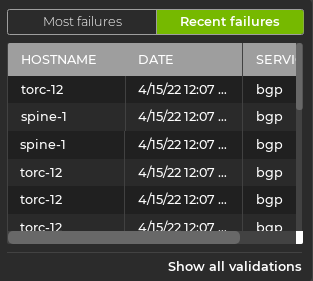 Most failures Recent failures
HOSTNAME DATE SERVI
torc-12 4/15/22 12:07 ... bgp
spine-1 4/15/22 12:07 ... bgp
spine-1 4/15/22 12:07 ... bgp
torc-12 4/15/22 12:07 ... bgp
torc-12 4/15/22 12:07 ... bgp
torc-12 4/15/22 12:07 ... bgp
Show all validations